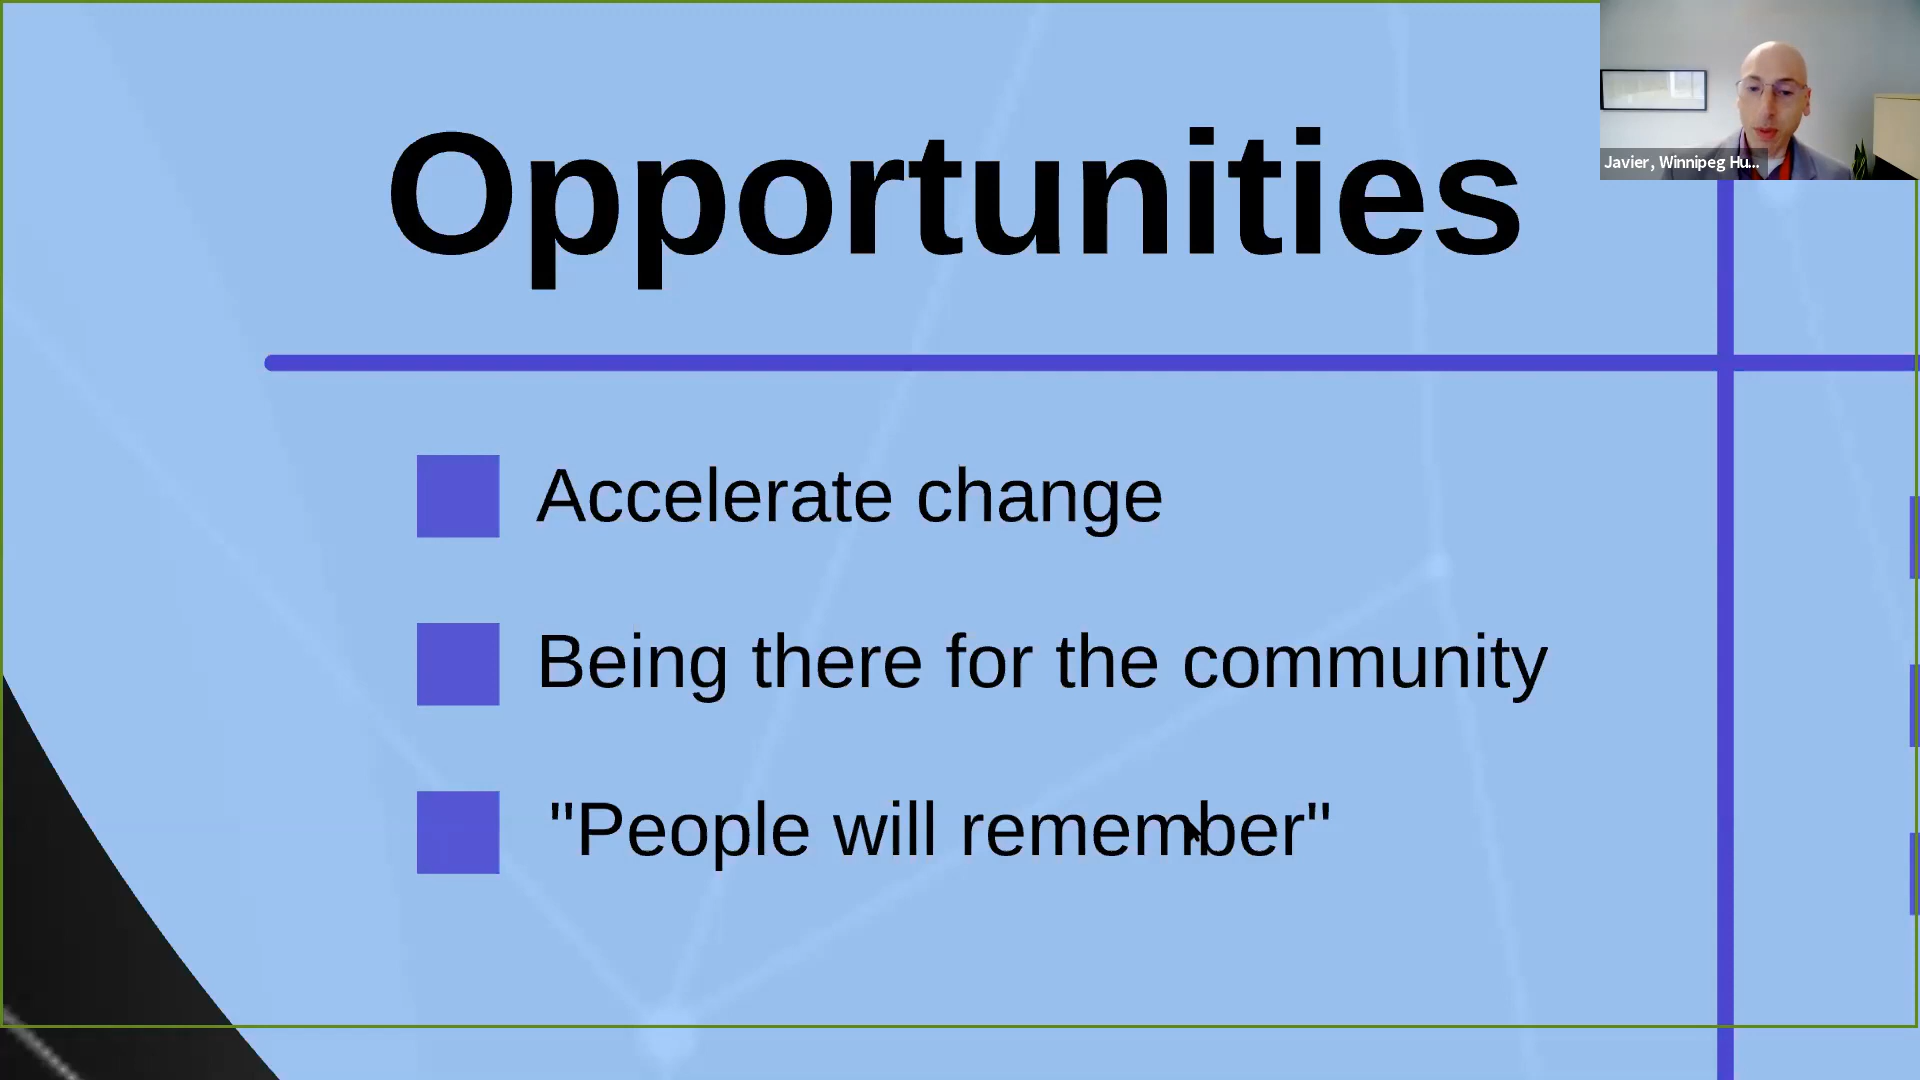 Opportunities
Javier, Winnipeg Hu...
Accelerate change
Being there for the community
"People will remember"